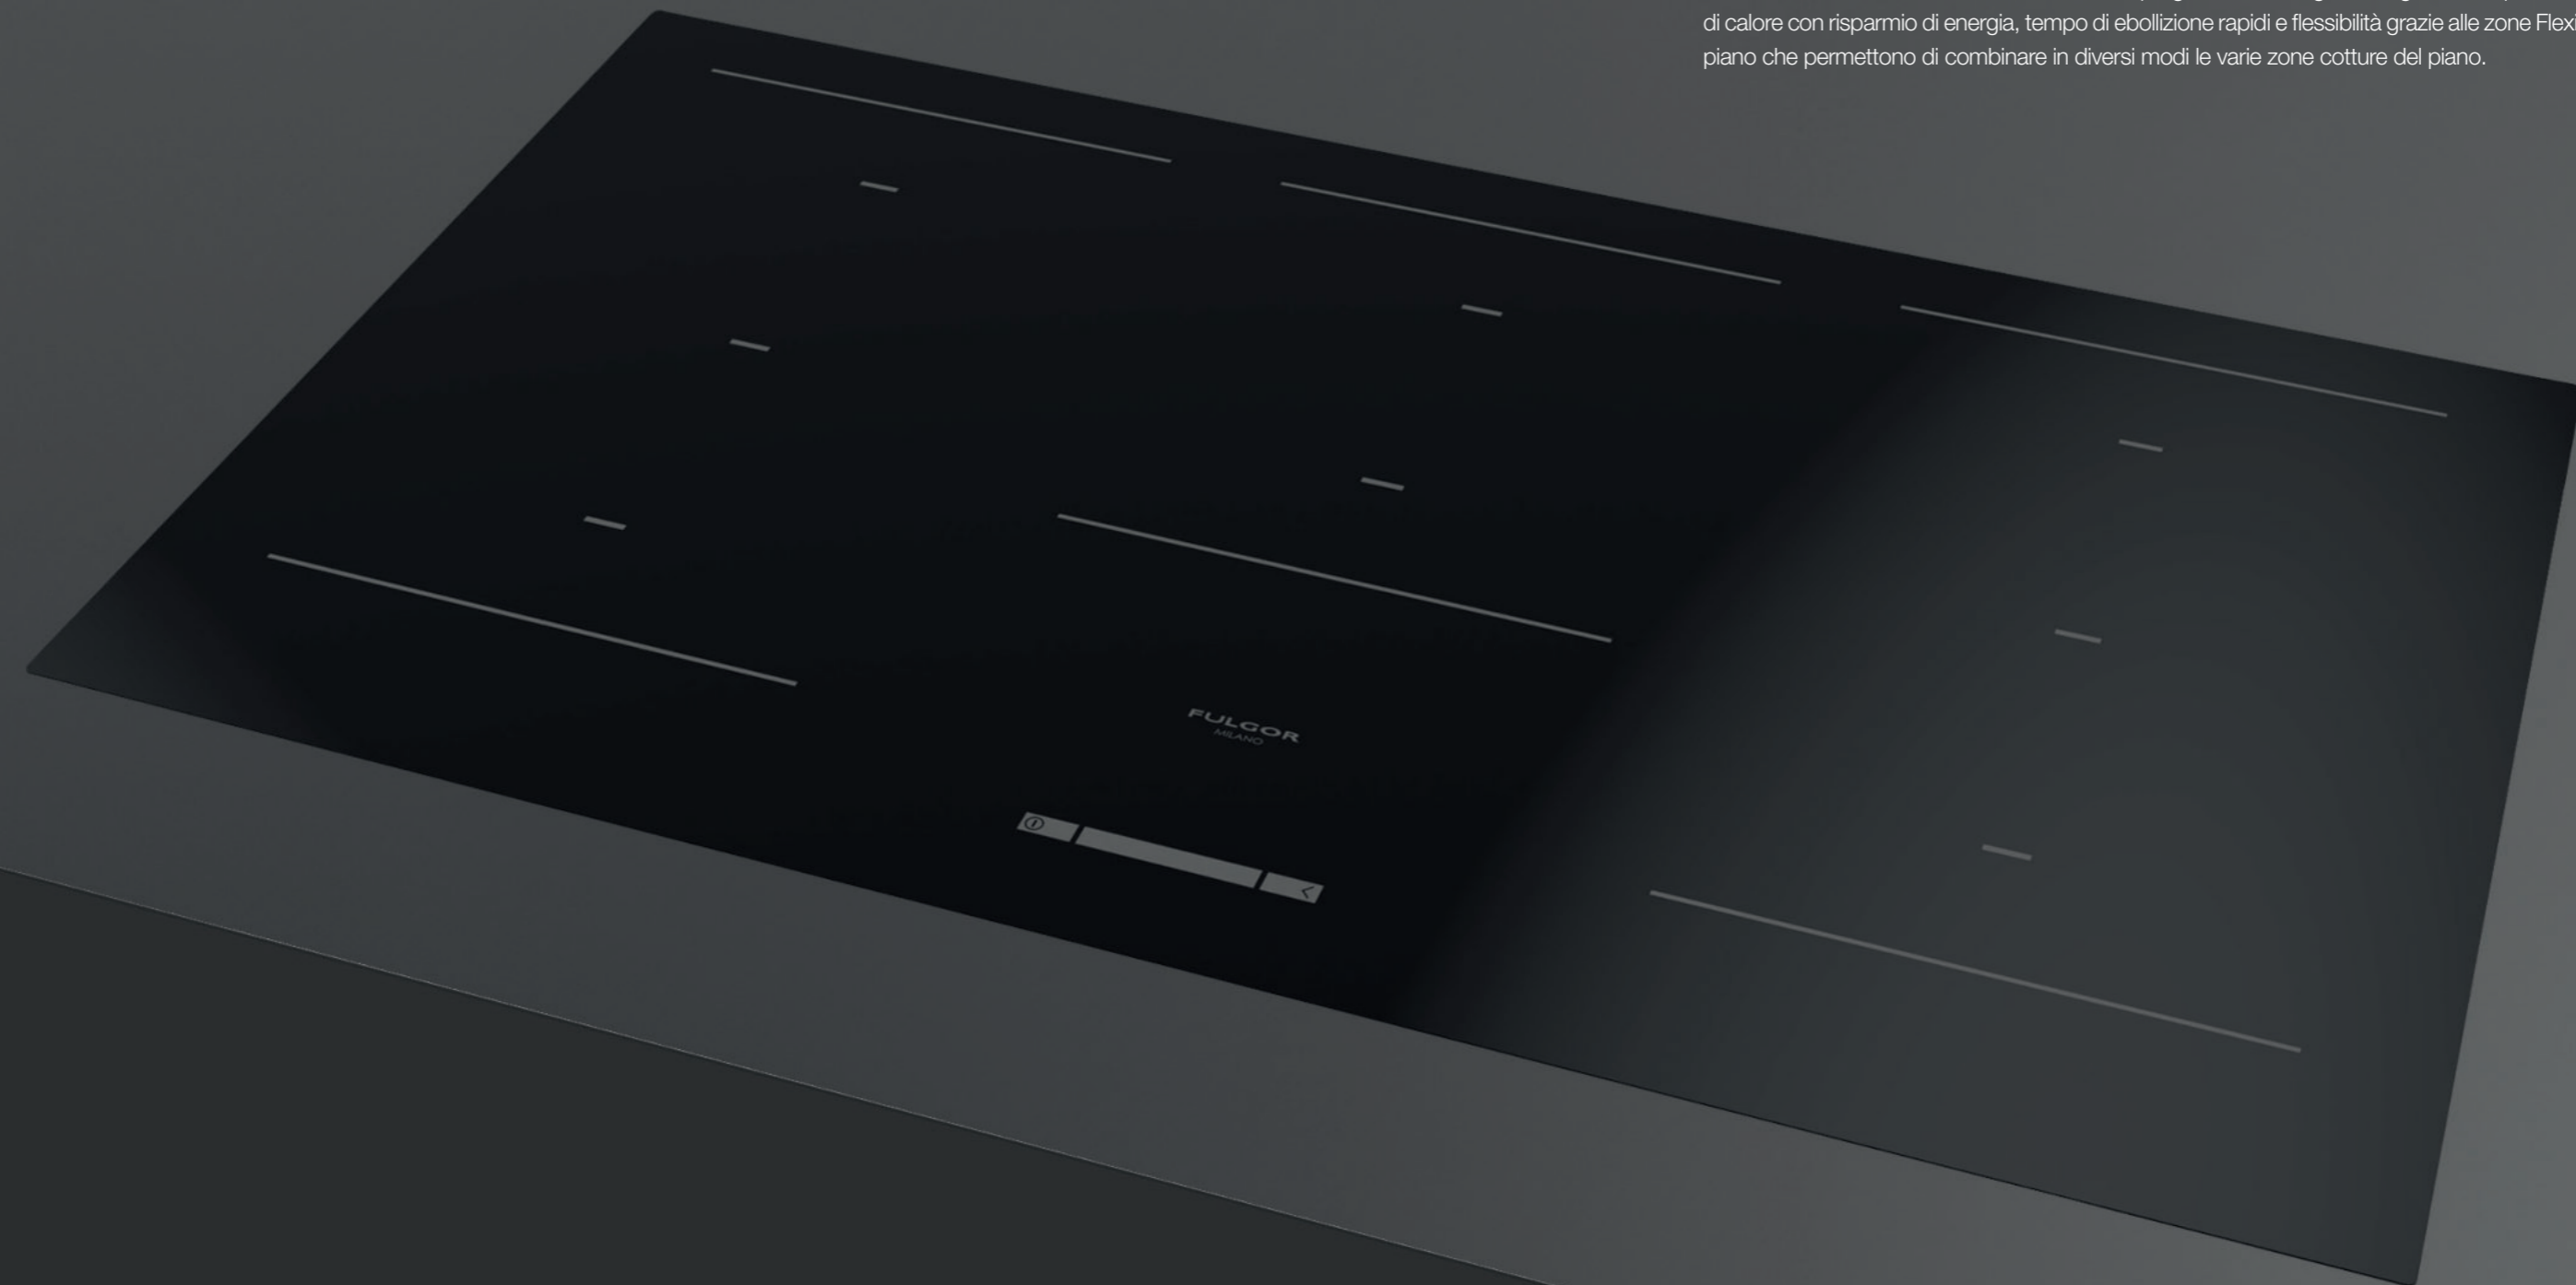 di calore con risparmio di energia, tempo di ebollizione rapidi e flessibilità grazie alle zone Flexi
piano che permettono di combinare in diversi modi le varie zone cotture del piano.
FULGOR
MILANO